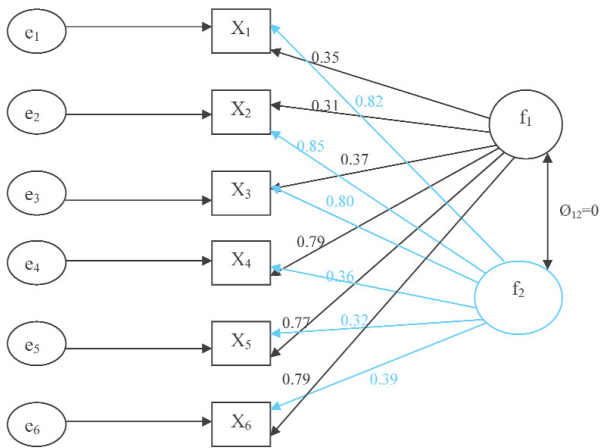 e₁ X₁
0.35
0.82
f₁
e₂ X₂
0.31
0.85
0.37
e₃ X₃
0.80
Ø₁₂=0
0.79
e₄ X₄
0.36
f₂
e₅ X₅
0.77
0.32
0.79
0.39
e₆ X₆